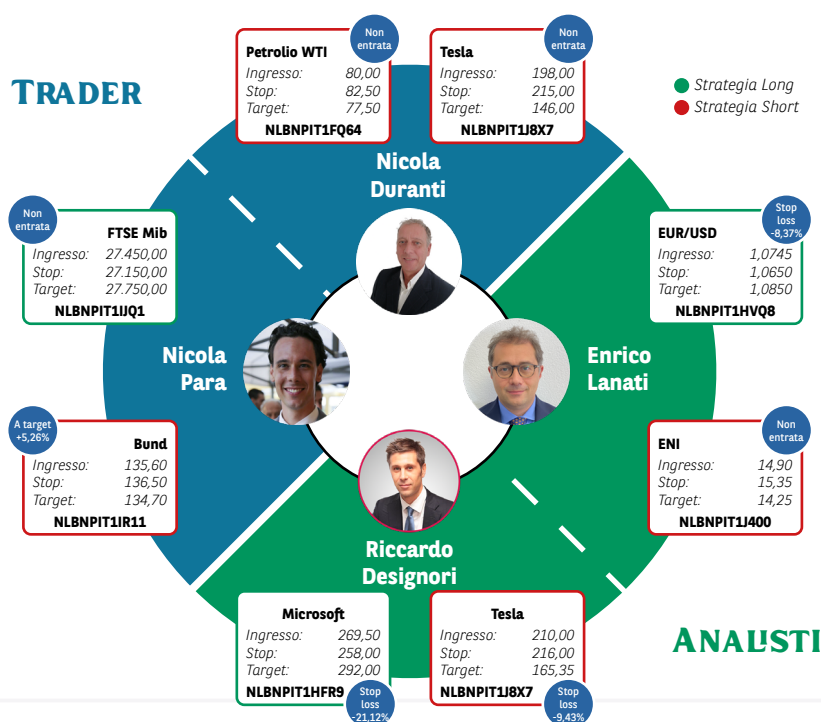 TRADER
Strategia Long
Strategia Short
Non
entrata
Petrolio WTI
Ingresso: 80,00
Stop: 82,50
Target: 77,50
NLBNPIT1FQ64
Non
entrata
Tesla
Ingresso: 198,00
Stop: 215,00
Target: 146,00
NLBNPIT1J8X7
Nicola
Duranti
Non
entrata
FTSE Mib
Ingresso: 27.450,00
Stop: 27.150,00
Target: 27.750,00
NLBNPIT1IJQ1
Stop
loss
-8,37%
EUR/USD
Ingresso: 1,0745
Stop: 1,0650
Target: 1,0850
NLBNPIT1HVQ8
Nicola
Para
Enrico
Lanati
A target
+5,26%
Bund
Ingresso: 135,60
Stop: 136,50
Target: 134,70
NLBNPIT1IR11
Non
entrata
ENI
Ingresso: 14,90
Stop: 15,35
Target: 14,25
NLBNPIT1J400
Riccardo
Designori
Microsoft
Ingresso: 269,50
Stop: 258,00
Target: 292,00
NLBNPIT1HFR9
Stop
loss
-21,12%
Tesla
Ingresso: 210,00
Stop: 216,00
Target: 165,35
NLBNPIT1J8X7
Stop
loss
-9,43%
ANALISTI